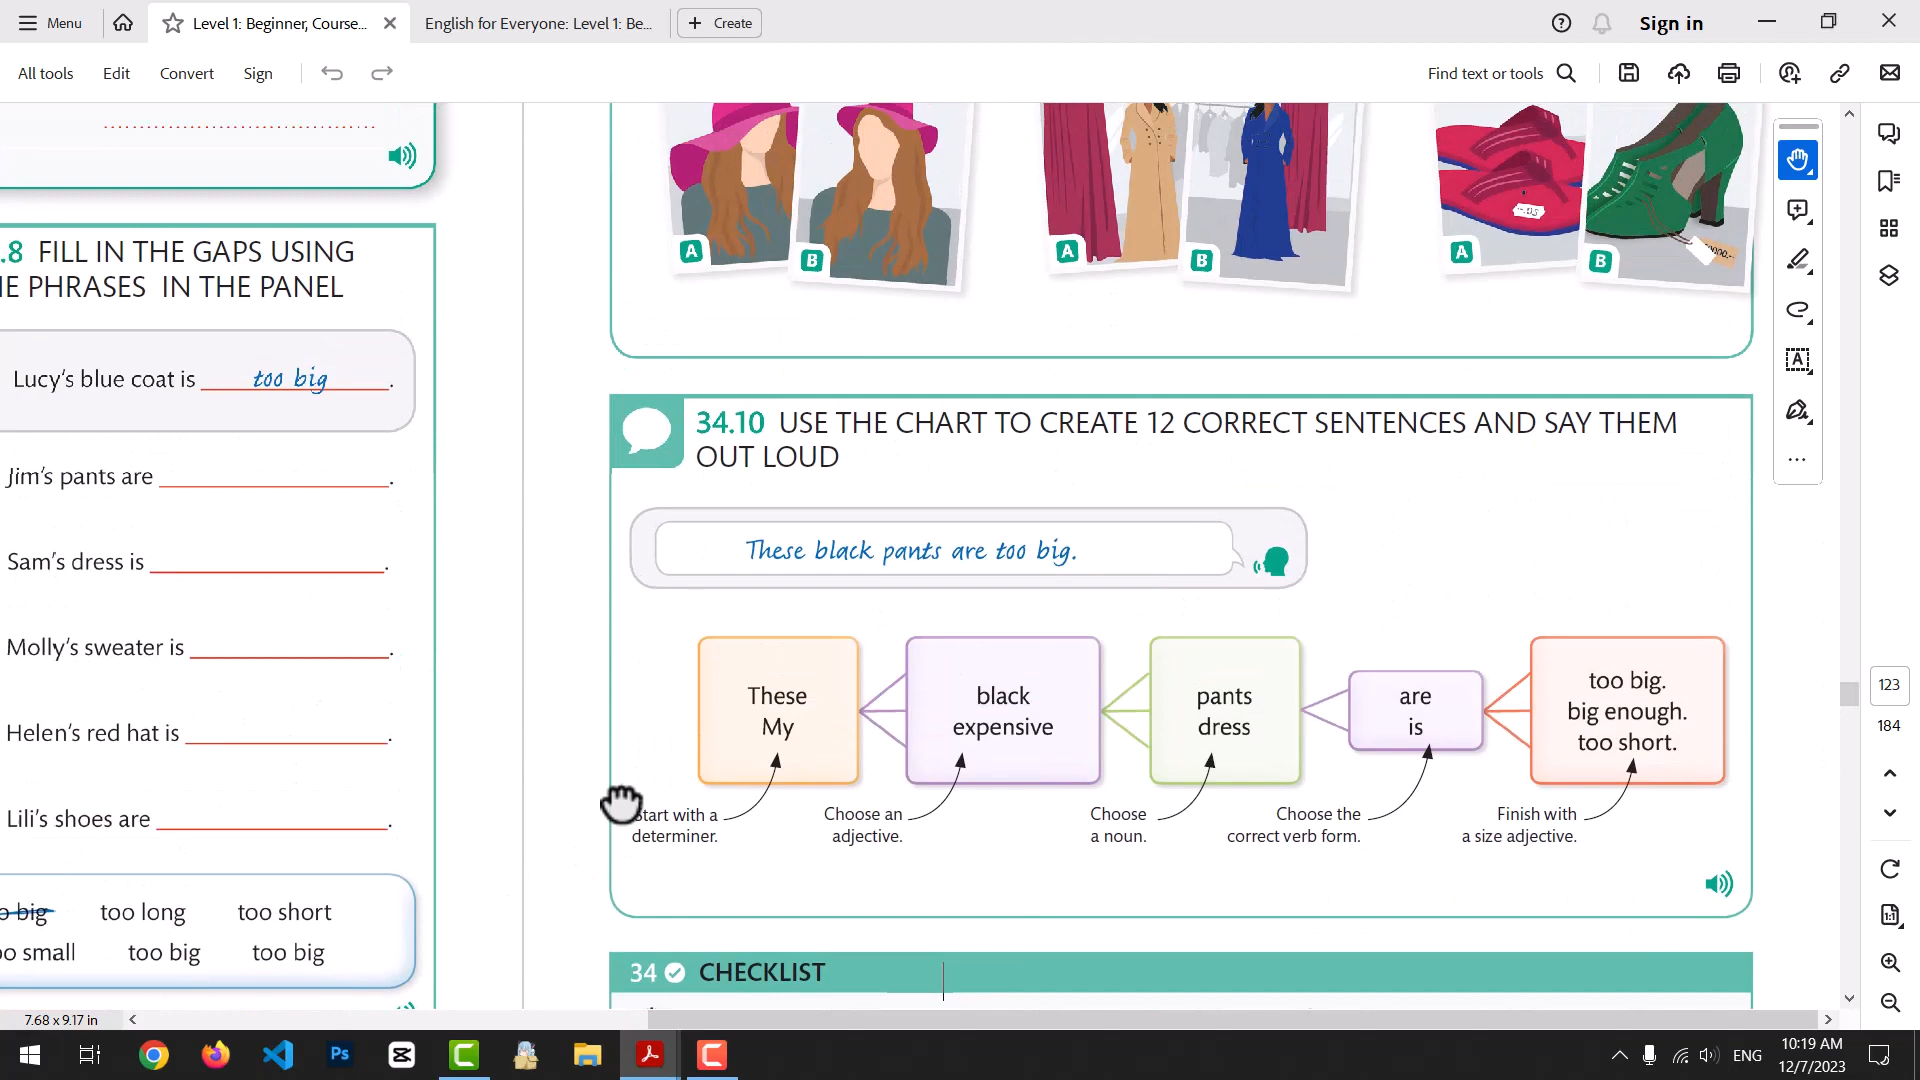 Menu
Level 1: Beginner, Course...
English for Everyone: Level 1: Be...
Create
Sign in
All tools
Edit
Convert
Sign
Find text or tools
A
B
A
B
A
B
.8 FILL IN THE GAPS USING
PHRASES IN THE PANEL
Lucy's blue coat is too big.
Jim's pants are
Sam's dress is
Molly's sweater is
Helen's red hat is
Lili's shoes are
big
too long
too short
too big
too big
34.10 USE THE CHART TO CREATE 12 CORRECT SENTENCES AND SAY THEM
OUT LOUD
These black pants are too big.
These
My
black
expensive
pants
dress
are
is
too big.
big enough.
too short.
Start with a
determiner.
Choose an
adjective.
Choose
a noun.
Choose the
correct verb form.
Finish with
a size adjective.
34 CHECKLIST
123
184
7.68 x 9.17 in
Ps
ENG
10:19 AM
12/7/2023